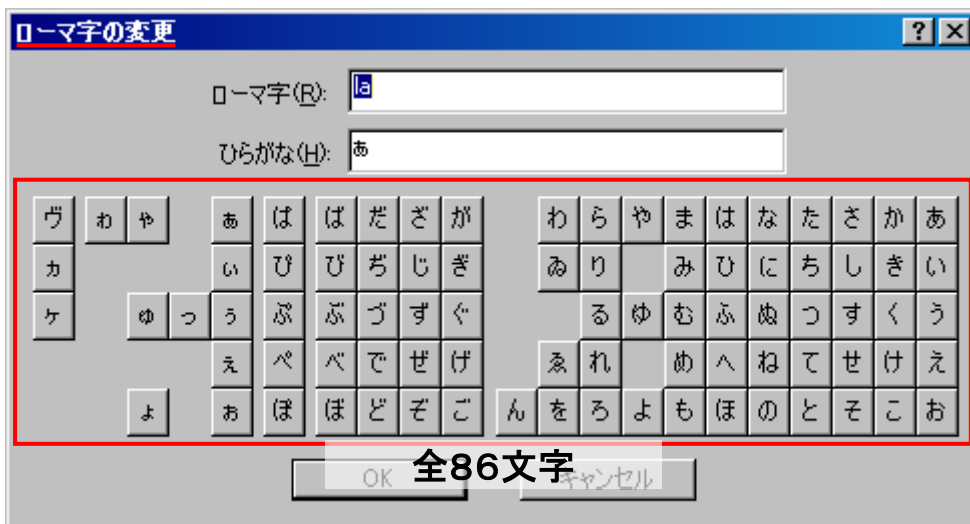 ローマ字の変更
ローマ字(R): la
ひらがな(H): ぁ
ヴ ゎ ゃ ぁ ぱ ば だ ざ が わ ら や ま は な た さ か あ
ヵ ぃ ぴ び ぢ じ ぎ ゐ り み ひ に ち し き い
ヶ ゅ っ ぅ ぷ ぶ づ ず ぐ る ゆ む ふ ぬ つ す く う
ぇ ぺ べ で ぜ げ ゑ れ め へ ね て せ け え
ょ ぉ ぽ ぼ ど ぞ ご ん を ろ よ も ほ の と そ こ お
全86文字
OK キャンセル